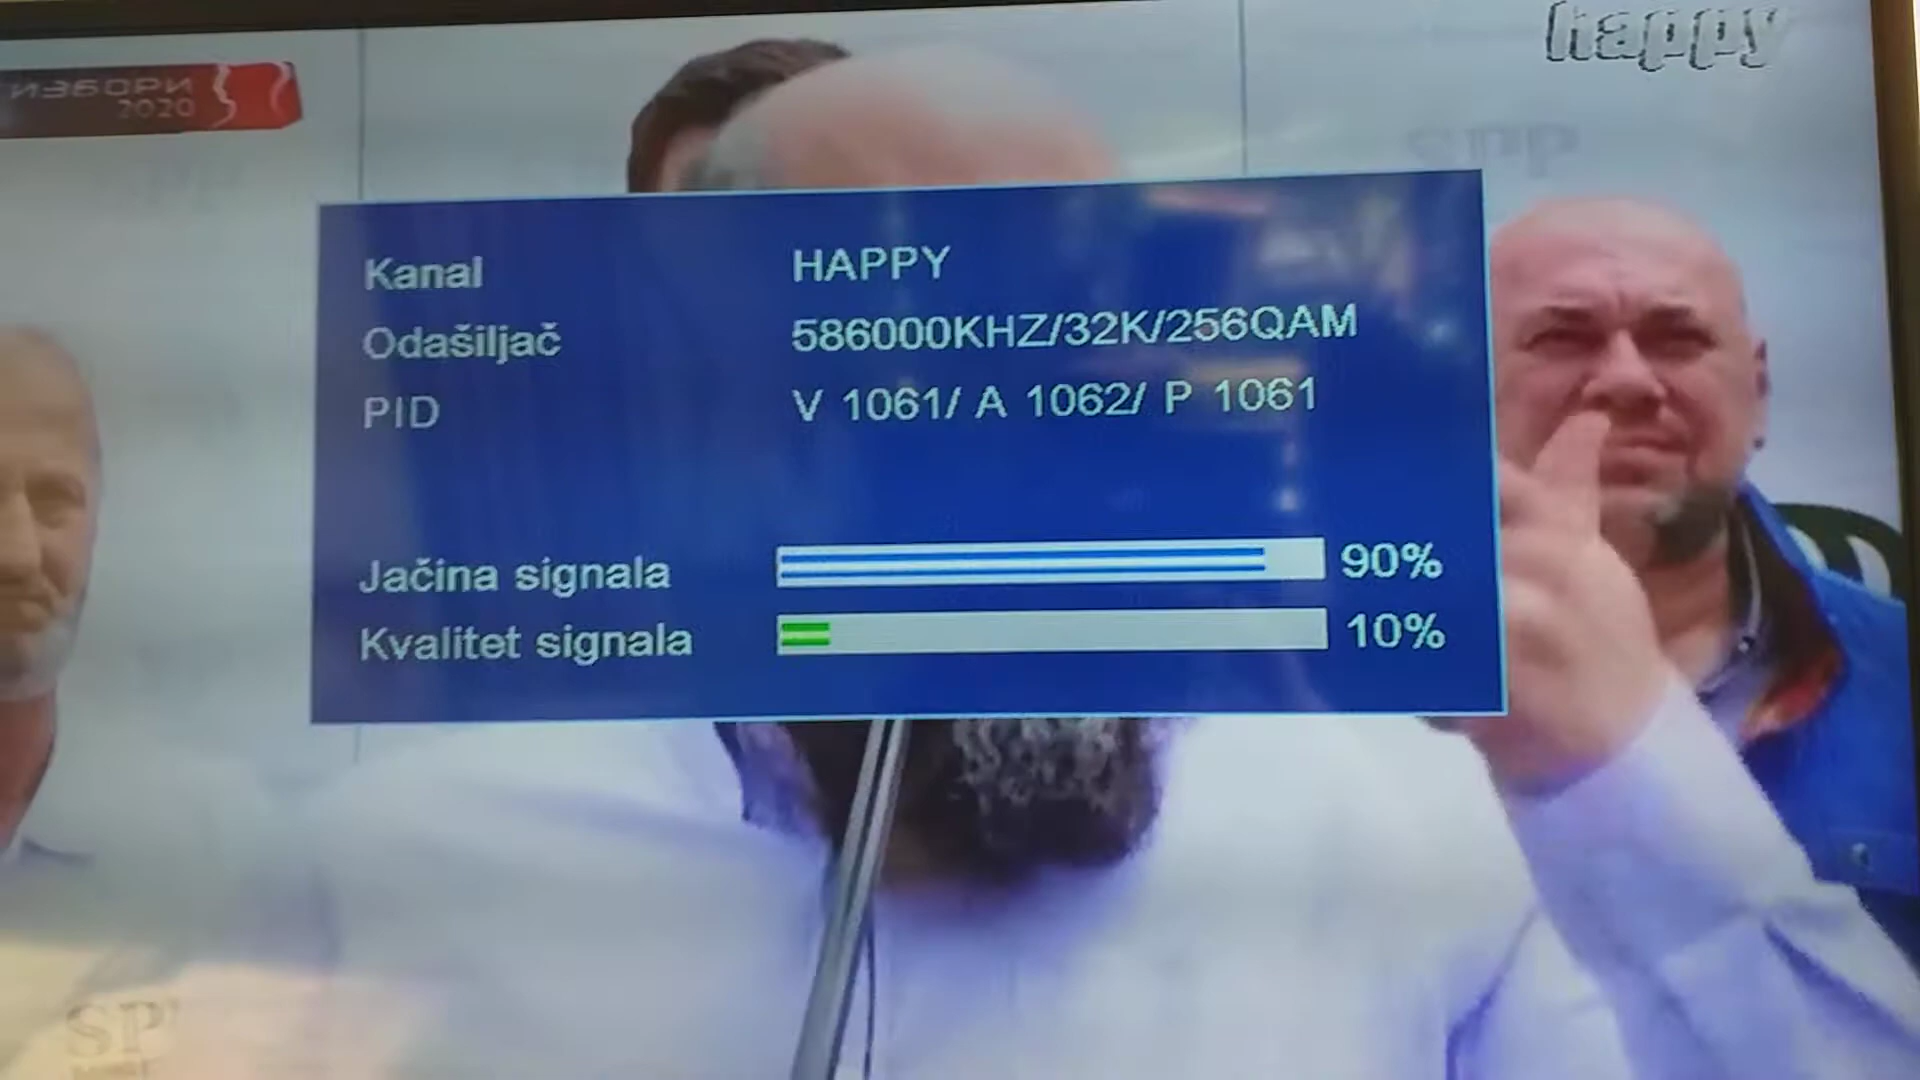 happy
ИЗБОРИ
2020
Kanal HAPPY
Odašiljač 586000KHZ/32K/256QAM
PID V 1061/ A 1062/ P 1061
Jačina signala 90%
Kvalitet signala 10%